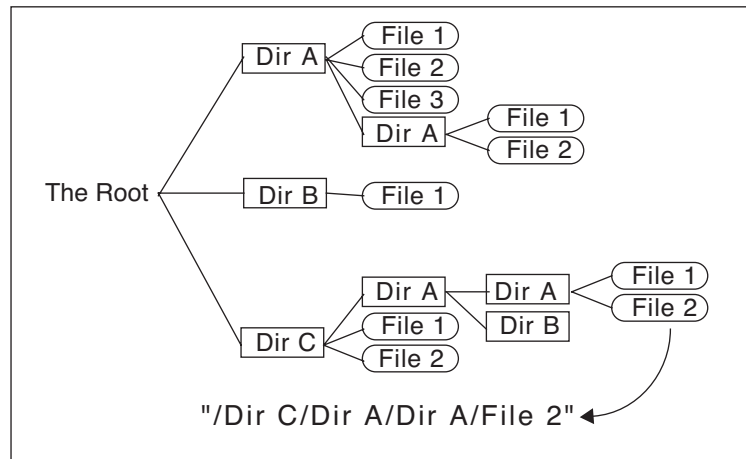 File 1
Dir A
File 2
File 3
Dir A
File 1
File 2
The Root
Dir B
File 1
Dir A
Dir A
File 1
File 2
File 1
Dir B
Dir C
File 2
"/Dir C/Dir A/Dir A/File 2"